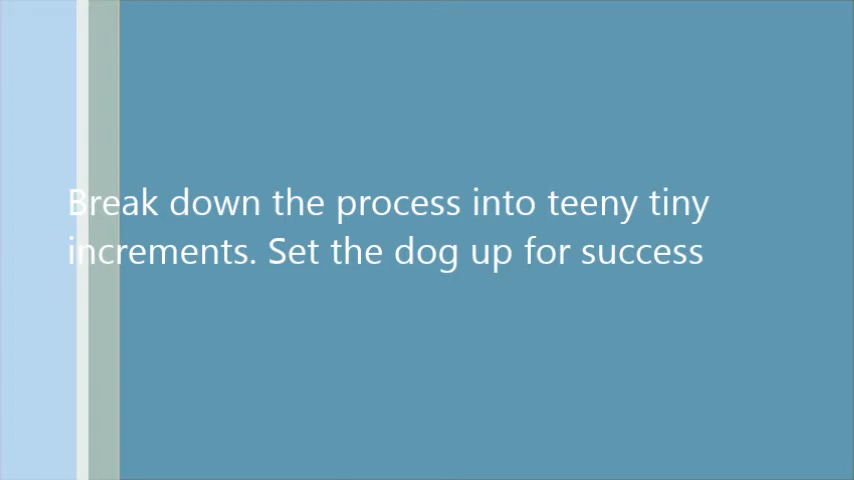 Break down the process into teeny tiny
increments. Set the dog up for success